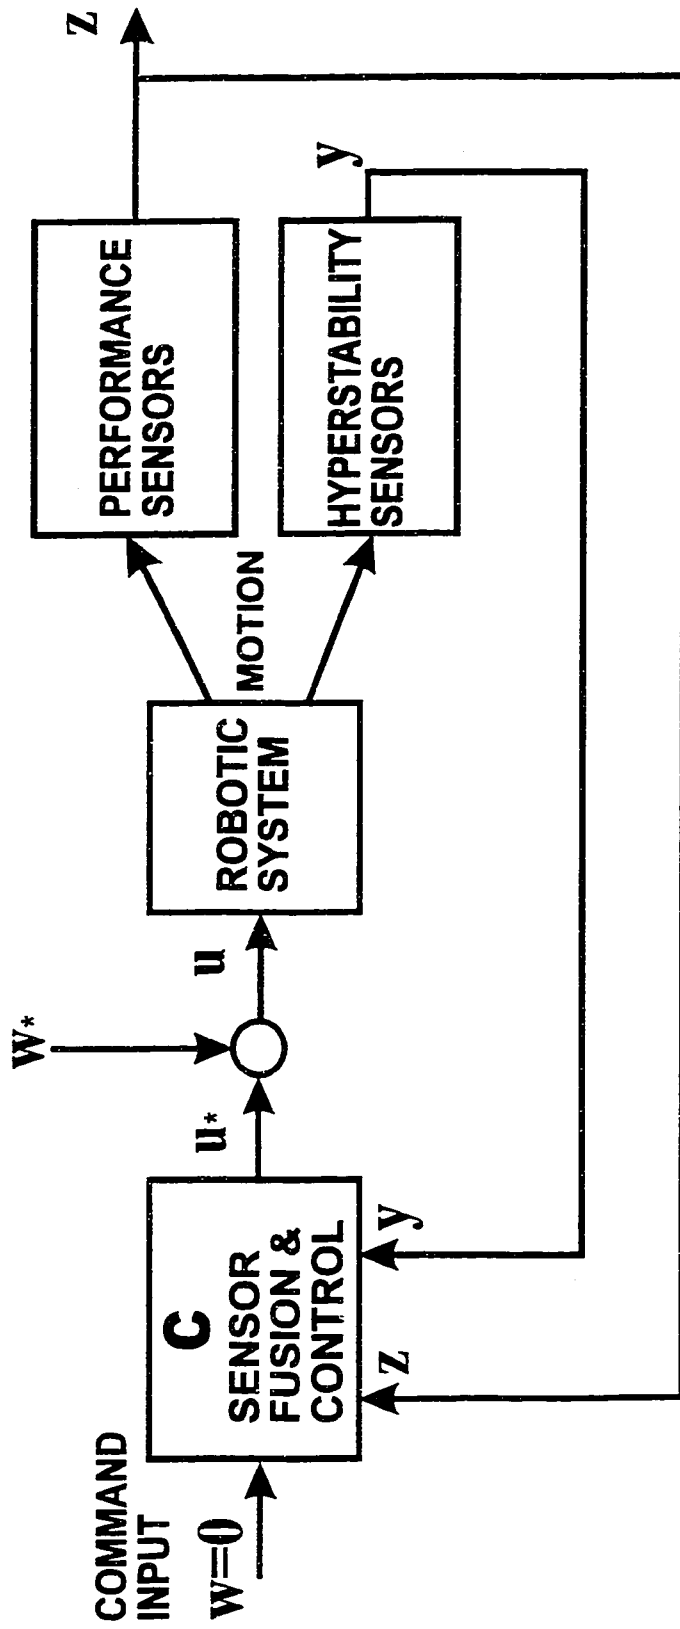 COMMAND
INPUT
w=0
C
SENSOR
FUSION &
CONTROL
z
y
u*
w*
u
ROBOTIC
SYSTEM
MOTION
PERFORMANCE
SENSORS
HYPERSTABILITY
SENSORS
z
y